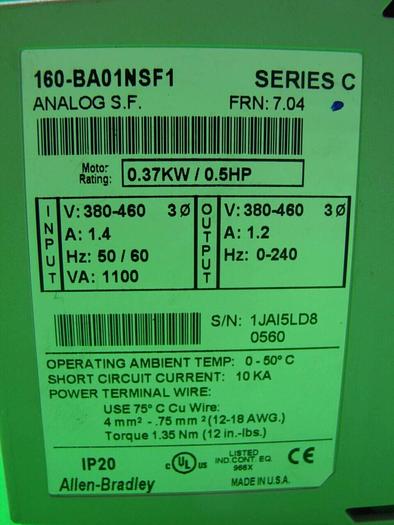 160-BA01NSF1 SERIES C
ANALOG S.F. FRN: 7.04
Motor Rating: 0.37KW / 0.5HP
INPUT
V: 380-460 3Ø
A: 1.4
Hz: 50 / 60
VA: 1100
OUTPUT
V: 380-460 3Ø
A: 1.2
Hz: 0-240
S/N: 1JAI5LD8
0560
OPERATING AMBIENT TEMP: 0-50°C
SHORT CIRCUIT CURRENT: 10 KA
POWER TERMINAL WIRE:
USE 75°C Cu Wire:
4 mm² - .75 mm² (12-18 AWG.)
Torque 1.35 Nm (12 in.-lbs.)
IP20
Allen-Bradley
c UL us
LISTED
IND.CONT. EQ.
966X
CE
MADE IN U.S.A.